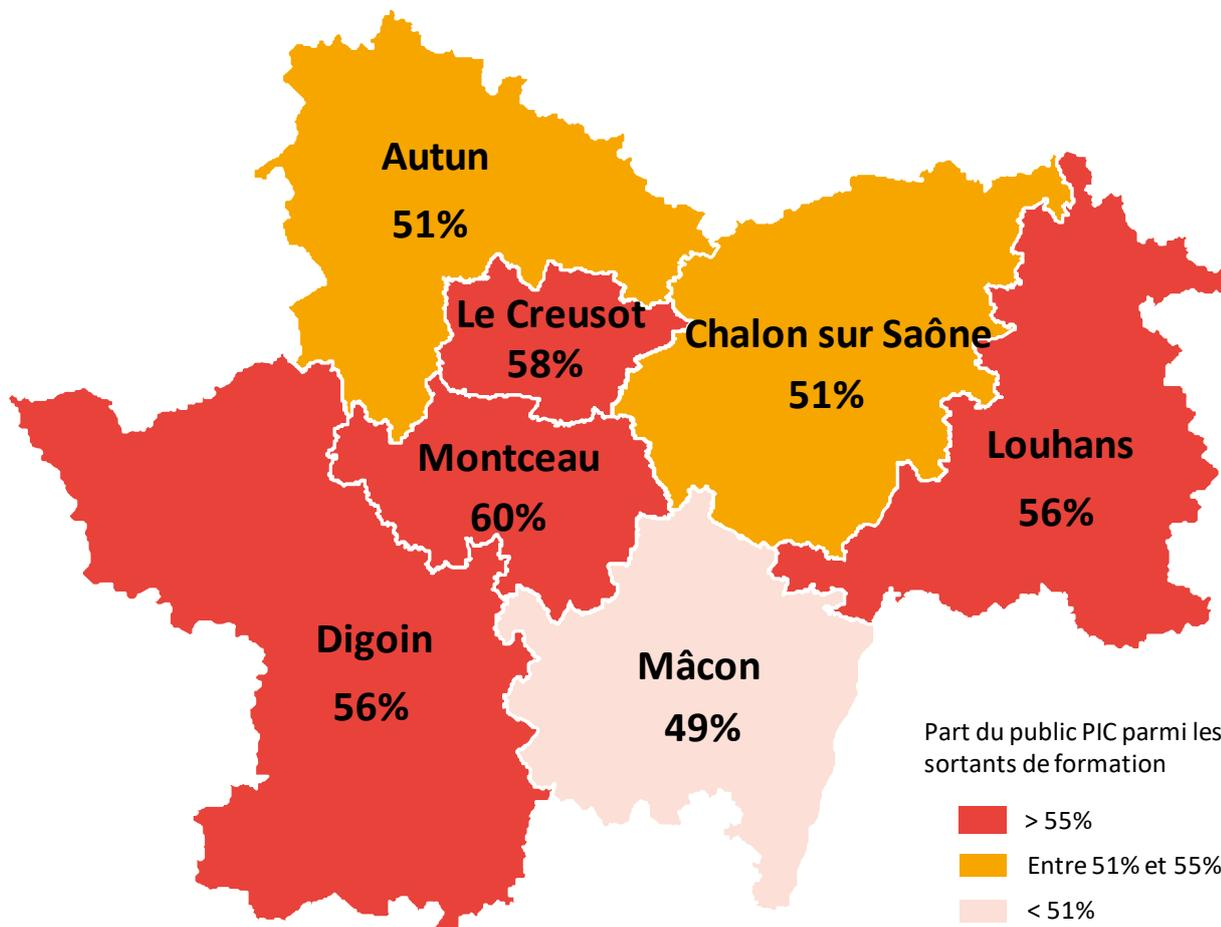 Autun
51%
Le Creusot
58%
Chalon sur Saône
51%
Montceau
60%
Louhans
56%
Digoin
56%
Mâcon
49%
Part du public PIC parmi les
sortants de formation
> 55%
Entre 51% et 55%
< 51%